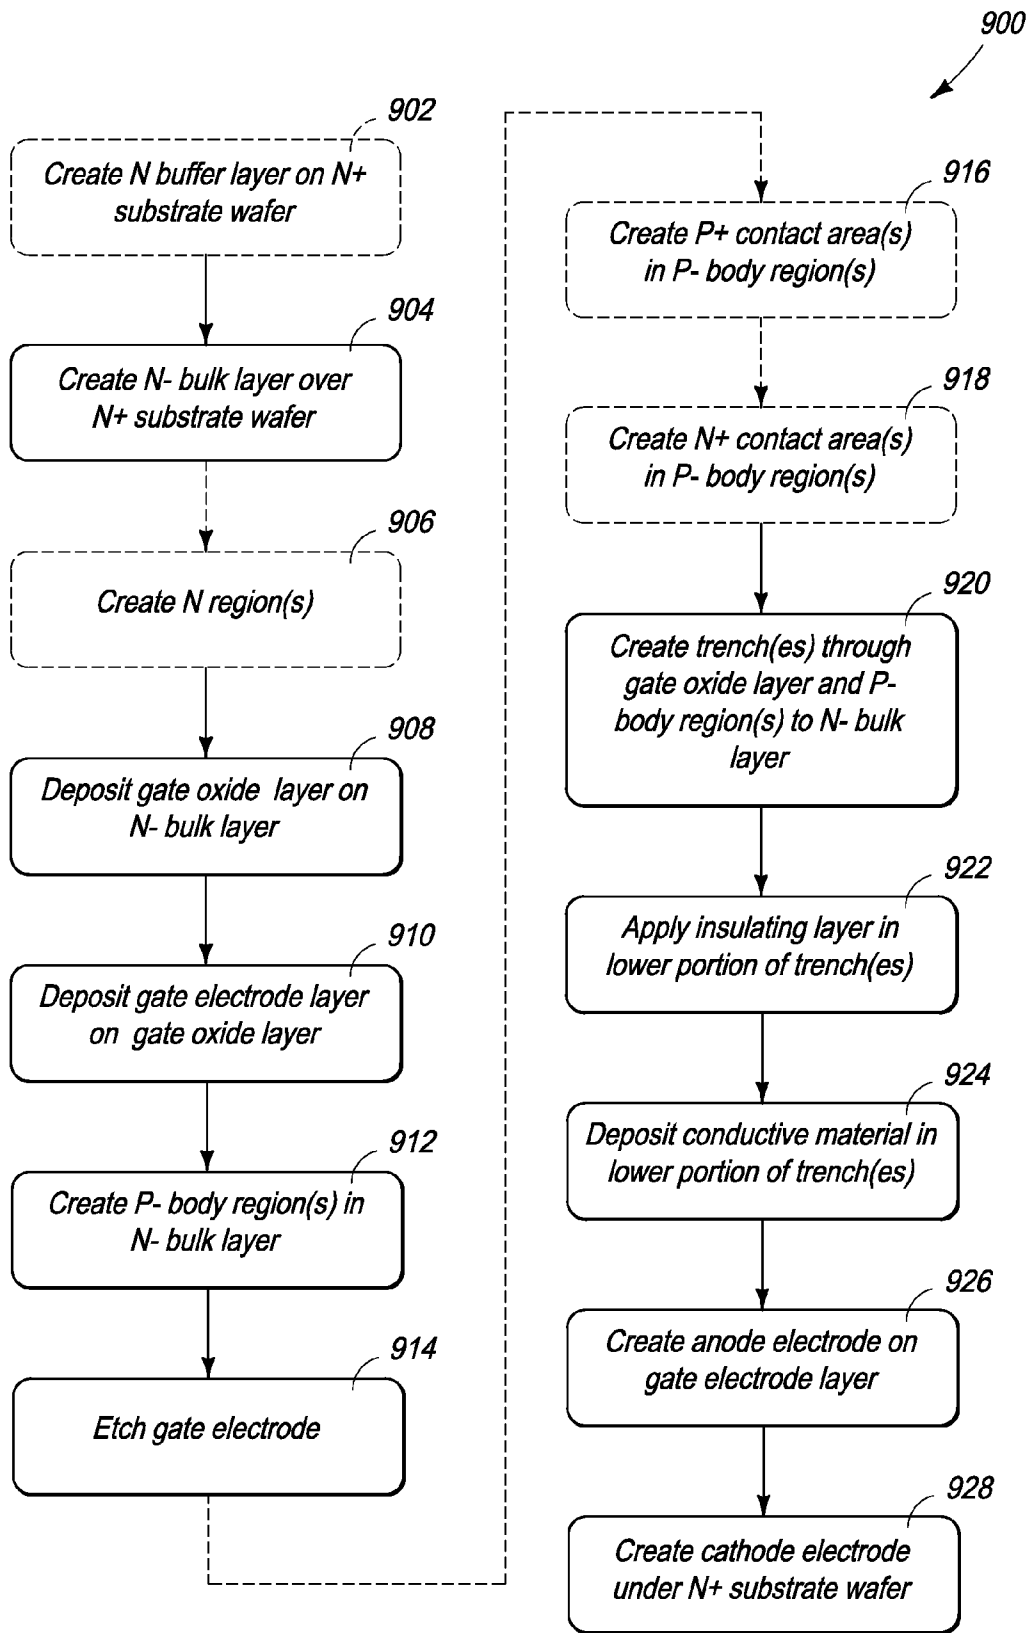 900
902
Create N buffer layer on N+
substrate wafer
904
Create N- bulk layer over
N+ substrate wafer
906
Create N region(s)
908
Deposit gate oxide layer on
N- bulk layer
910
Deposit gate electrode layer
on gate oxide layer
912
Create P- body region(s) in
N- bulk layer
914
Etch gate electrode
916
Create P+ contact area(s)
in P- body region(s)
918
Create N+ contact area(s)
in P- body region(s)
920
Create trench(es) through
gate oxide layer and P-
body region(s) to N- bulk
layer
922
Apply insulating layer in
lower portion of trench(es)
924
Deposit conductive material in
lower portion of trench(es)
926
Create anode electrode on
gate electrode layer
928
Create cathode electrode
under N+ substrate wafer